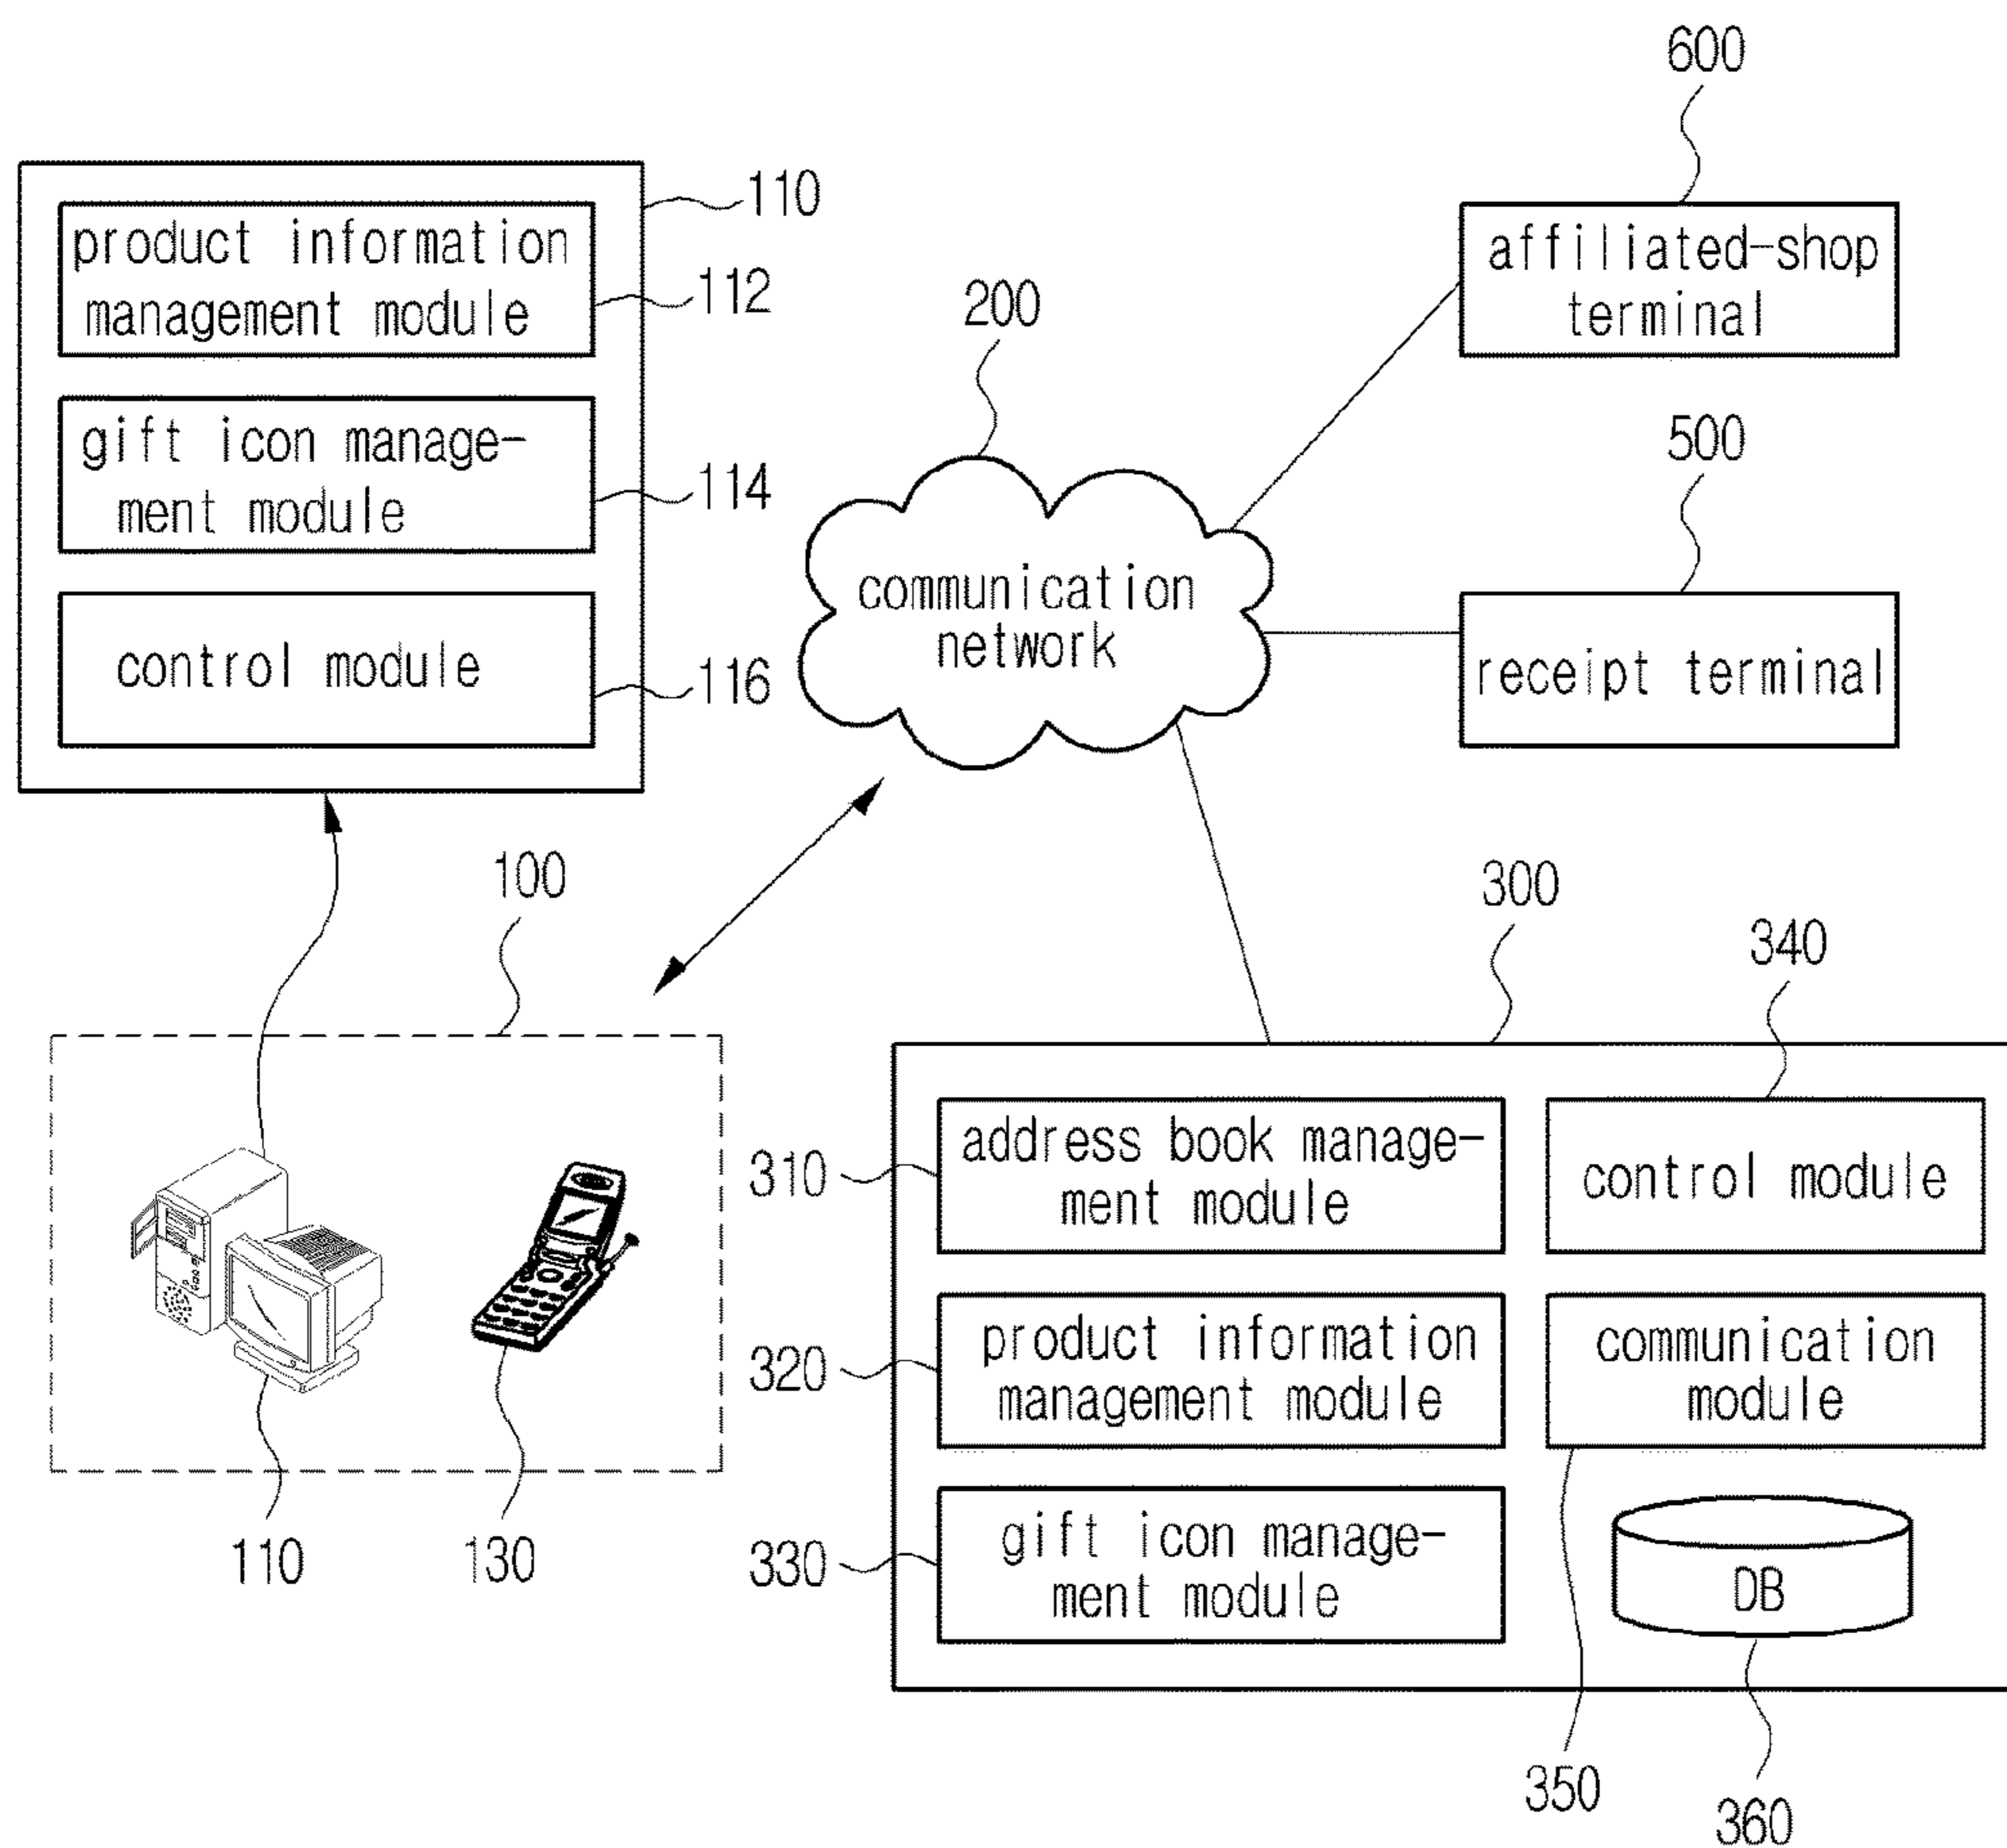 600
110
product information
management module
112
200
affiliated-shop
terminal
gift icon manage-
ment module
114
500
communication
network
control module
116
receipt terminal
100
300
340
310
address book manage-
ment module
control module
320
product information
management module
communication
module
110
130
330
gift icon manage-
ment module
DB
350
360